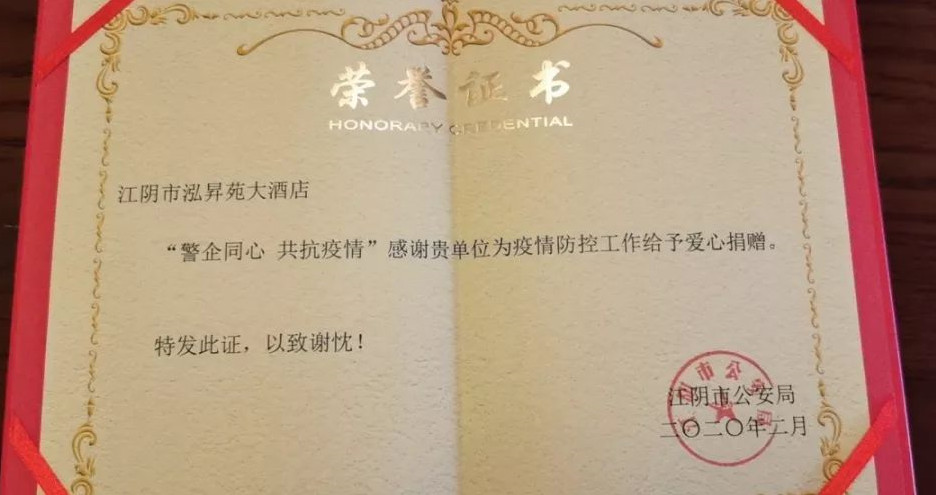 荣誉证书
HONORARY CREDENTIAL
江阴市泓昇苑大酒店
“警企同心 共抗疫情”感谢贵单位为疫情防控工作给予爱心捐赠。
特发此证，以致谢忱！
江阴市公安局
二〇二〇年二月